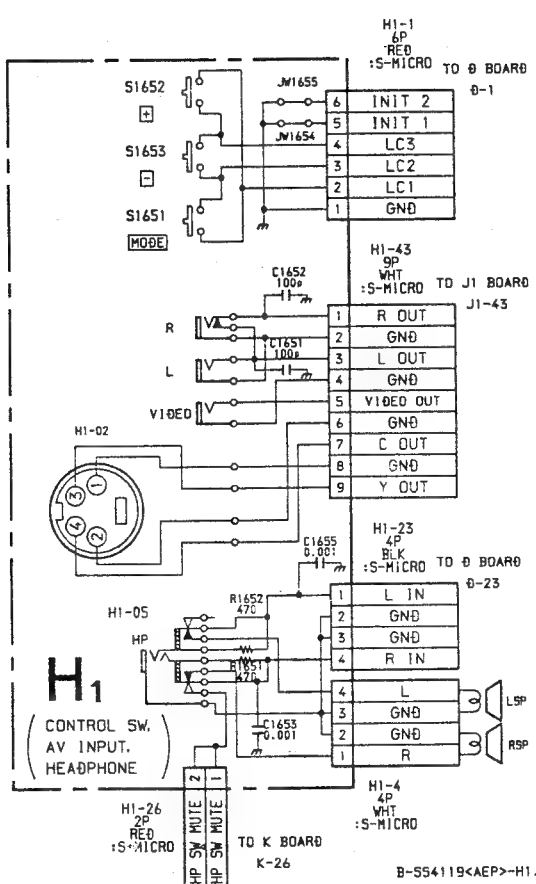 H1-1
6P
RED
:S-MICRO
TO D BOARD
D-1
S1652
+
S1653
-
S1651
MODE
JW1655
JW1654
6 INIT 2
5 INIT 1
4 LC3
3 LC2
2 LC1
1 GND
H1-43
9P
WHT
:S-MICRO
TO J1 BOARD
J1-43
C1652
100p
R
C1651
100p
L
VIDEO
1 R OUT
2 GND
3 L OUT
4 GND
5 VIDEO OUT
6 GND
7 C OUT
8 GND
9 Y OUT
H1-02
3 1
4 2
C1655
0.001
H1-23
4P
BLK
:S-MICRO
TO D BOARD
D-23
1 L IN
2 GND
3 GND
4 R IN
H1-05
HP
R1652
470
R1651
470
C1653
0.001
4 L
3 GND
2 GND
1 R
LSP
RSP
H1-4
4P
WHT
:S-MICRO
H1
(CONTROL SW,
AV INPUT,
HEADPHONE)
H1-26
2P
RED
:S-MICRO
HP SW MUTE 2
HP SW MUTE 1
TO K BOARD
K-26
B-SS4119<AEP>-H1.